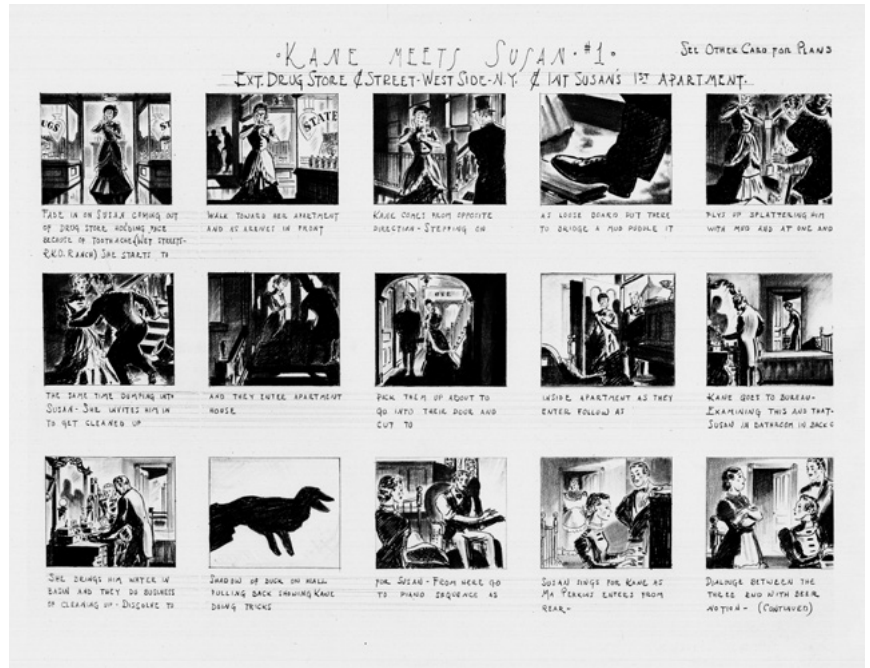 ·KANE MEETS SUSAN·#1·
SEE OTHER CARD FOR PLANS
EXT. DRUG STORE & STREET-WEST SIDE-N.Y. & INT SUSAN'S 1ST APARTMENT.
UGS
ST
STATE
FADE IN ON SUSAN COMING OUT
OF DRUG STORE HOLDING FACE
BECAUSE OF TOOTHACHE (WET STREETS-
R.K.O. RANCH) SHE STARTS TO
WALK TOWARD HER APARTMENT
AND AS ARRIVES IN FRONT
KANE COMES FROM OPPOSITE
DIRECTION - STEPPING ON
AS LOOSE BOARD PUT THERE
TO BRIDGE A MUD PUDDLE IT
FLYS UP SPLATTERING HIM
WITH MUD AND AT ONE AND
THE SAME TIME BUMPING INTO
SUSAN - SHE INVITES HIM IN
TO GET CLEANED UP
AND THEY ENTER APARTMENT
HOUSE
PICK THEM UP ABOUT TO
GO INTO THEIR DOOR AND
CUT TO
INSIDE APARTMENT AS THEY
ENTER FOLLOW AS
KANE GOES TO BUREAU-
EXAMINING THIS AND THAT-
SUSAN IN BATHROOM IN BACKG
SHE BRINGS HIM WATER IN
BASIN AND THEY DO BUSINESS
OF CLEANING UP - DISSOLVE TO
SHADOW OF DUCK ON WALL
PULLING BACK SHOWING KANE
DOING TRICKS
FOR SUSAN - FROM HERE GO
TO PIANO SEQUENCE AS
SUSAN SINGS FOR KANE AS
MA PERKINS ENTERS FROM
REAR-
DIALOUGE BETWEEN THE
THREE END WITH BEER
- (CONTINUED)